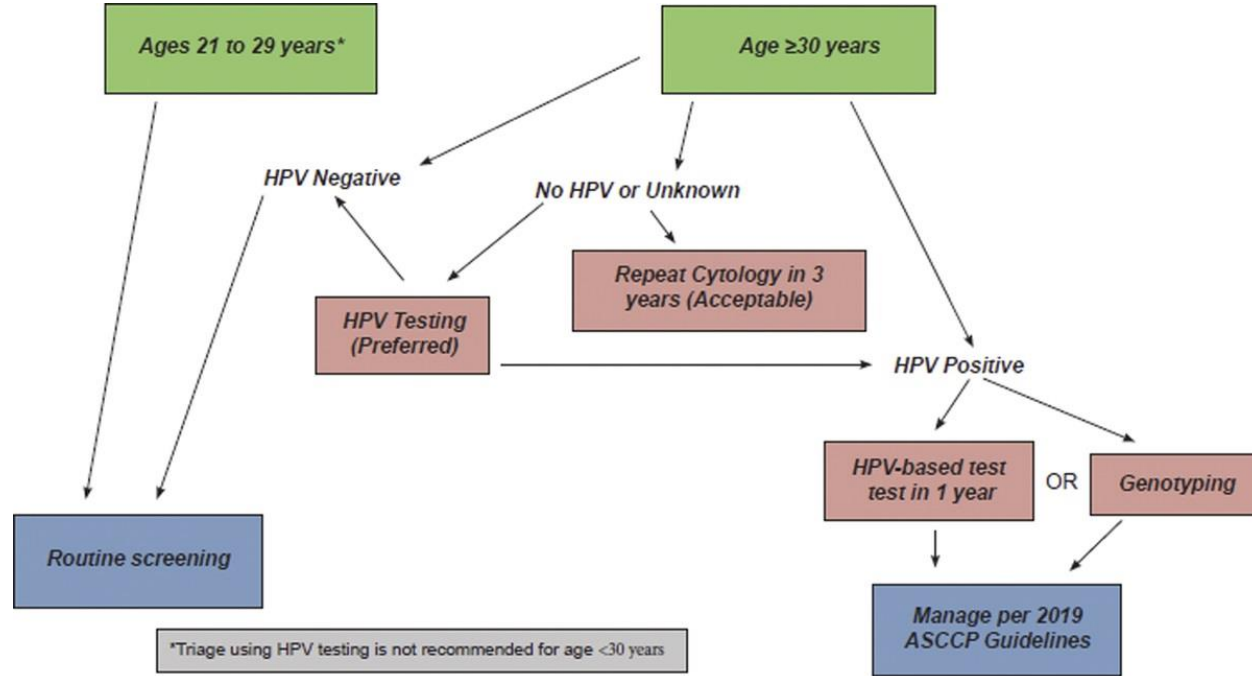 Ages 21 to 29 years*
Age ≥30 years
HPV Negative
No HPV or Unknown
Repeat Cytology in 3
years (Acceptable)
HPV Testing
(Preferred)
HPV Positive
HPV-based test
test in 1 year
OR
Genotyping
Routine screening
Manage per 2019
ASCCP Guidelines
*Triage using HPV testing is not recommended for age <30 years